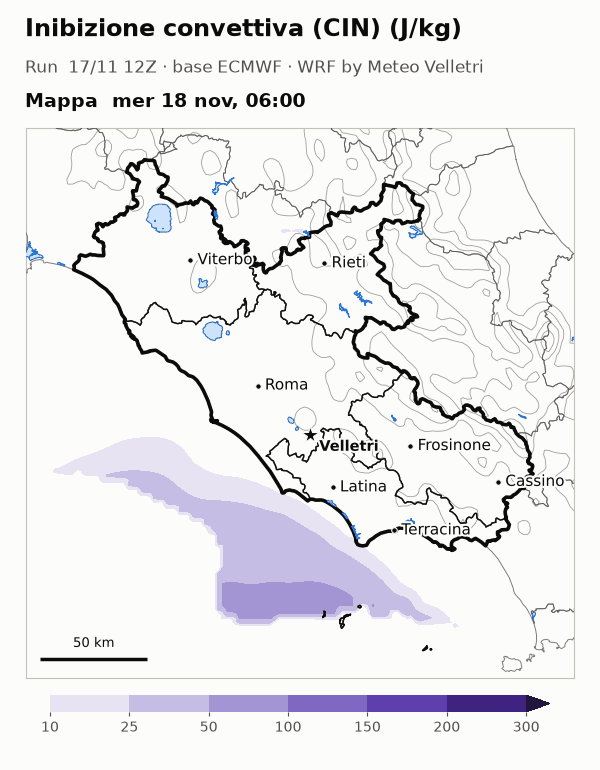 Inibizione convettiva (CIN) (J/kg)
Run 17/11 12Z · base ECMWF · WRF by Meteo Velletri
Mappa mer 18 nov, 06:00
Viterbo
Rieti
Roma
Velletri
Frosinone
Latina
Cassino
Terracina
50 km
10 25 50 100 150 200 300